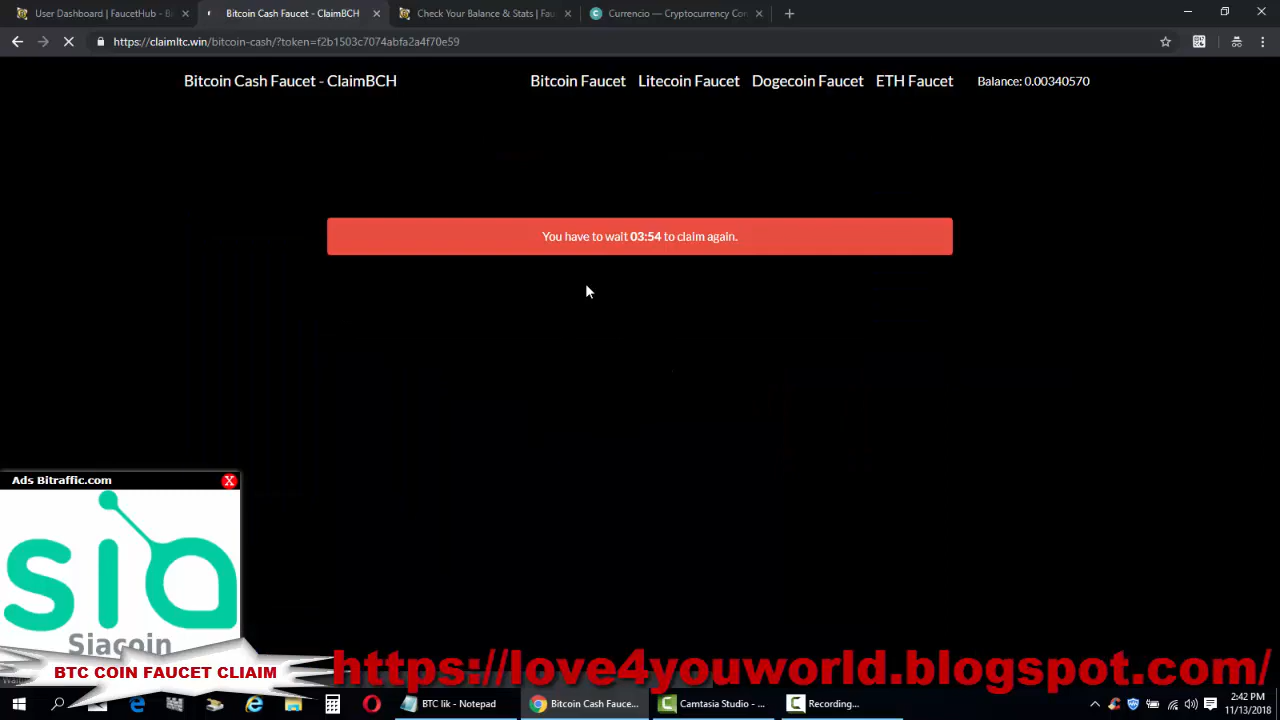 User Dashboard | FaucetHub - Bi
Bitcoin Cash Faucet - ClaimBCH
Check Your Balance & Stats | Fau
Currencio — Cryptocurrency Con
https://claimltc.win/bitcoin-cash/?token=f2b1503c7074abfa2a4f70e59
Bitcoin Cash Faucet - ClaimBCH
Bitcoin Faucet
Litecoin Faucet
Dogecoin Faucet
ETH Faucet
Balance: 0.00340570
You have to wait 03:54 to claim again.
Ads Bitraffic.com
X
sia
Siacoin
BTC COIN FAUCET CLIAIM
https://love4youworld.blogspot.com/
BTC lik - Notepad
Bitcoin Cash Fauce...
Camtasia Studio - ...
Recording...
2:42 PM
11/13/2018